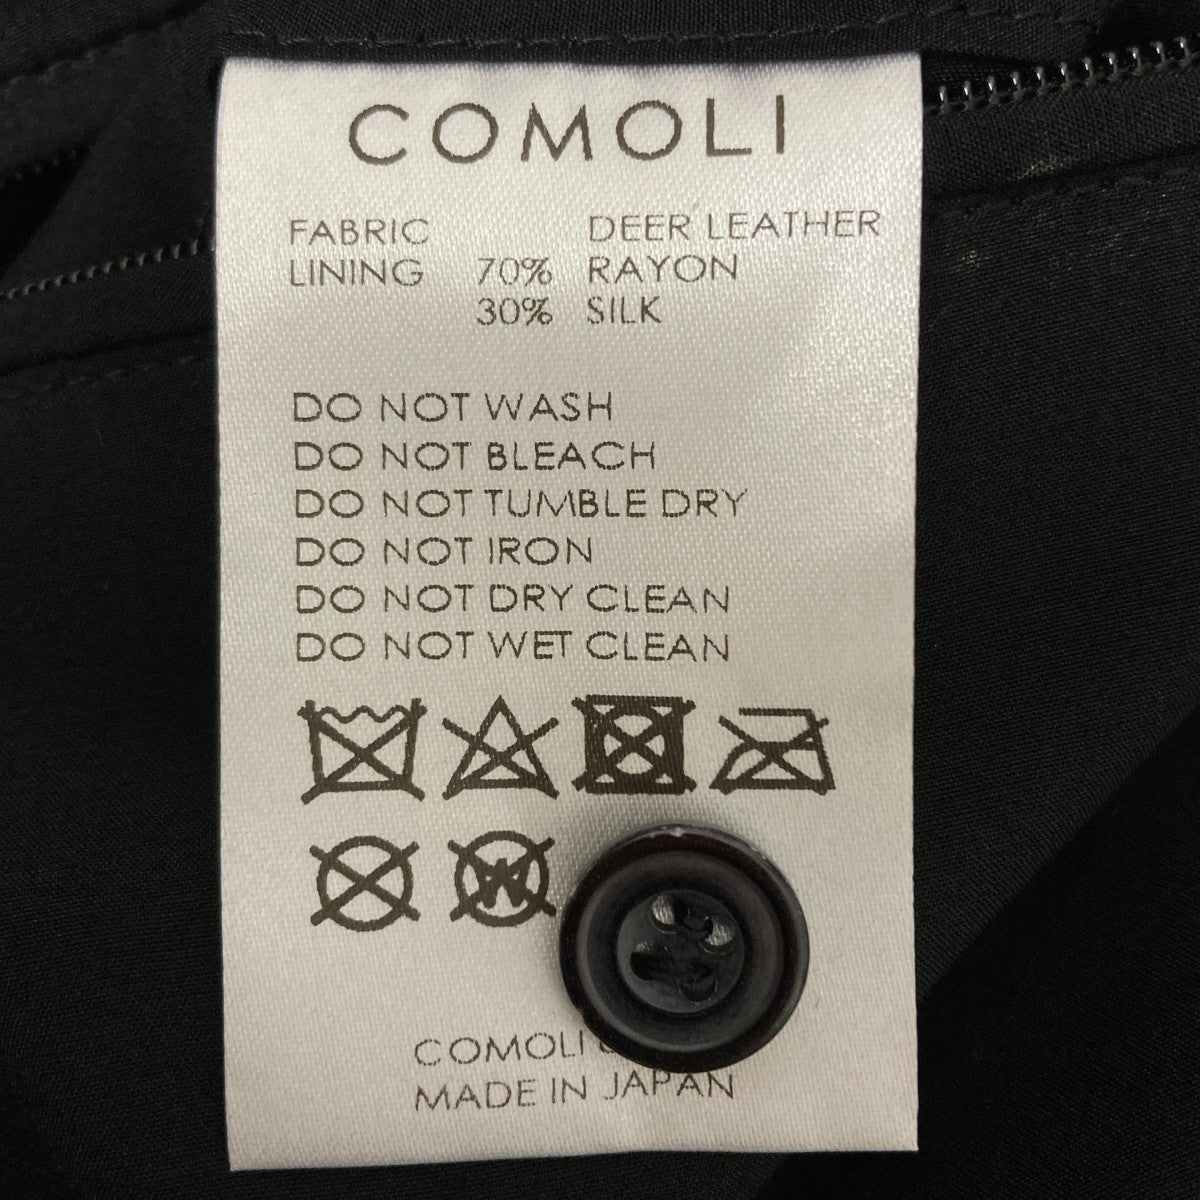 COMOLI
FABRIC DEER LEATHER
LINING 70% RAYON
30% SILK
DO NOT WASH
DO NOT BLEACH
DO NOT TUMBLE DRY
DO NOT IRON
DO NOT DRY CLEAN
DO NOT WET CLEAN
W
COMOLI
MADE IN JAPAN